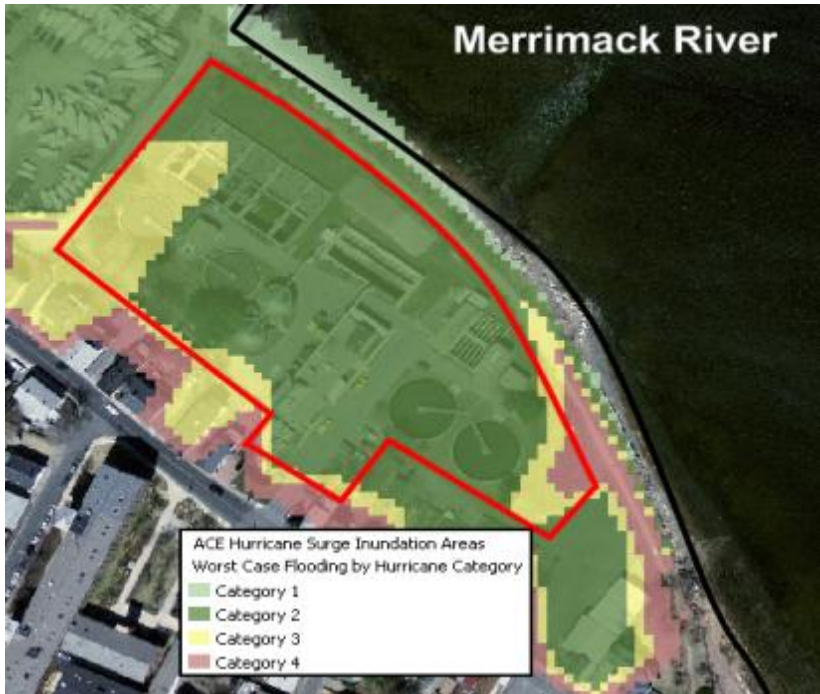 Merrimack River
ACE Hurricane Surge Inundation Areas
Worst Case Flooding by Hurricane Category
Category 1
Category 2
Category 3
Category 4